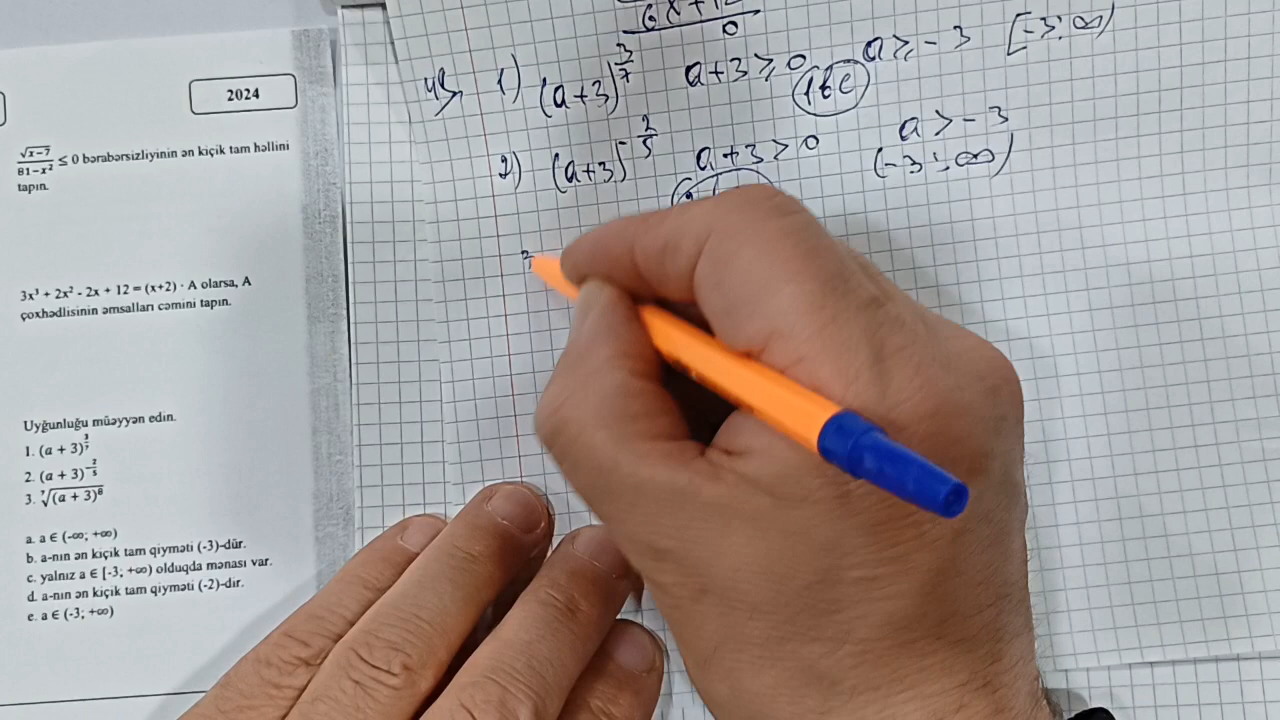 2024
√x−7 / 81−x² ≤ 0 bərabərsizliyinin ən kiçik tam həllini
tapın.
3x³ + 2x² - 2x + 12 = (x+2) · A olarsa, A
çoxhədlisinin əmsalları cəmini tapın.
Uyğunluğu müəyyən edin.
1. (a + 3)^(3/7)
2. (a + 3)^(−2/5)
3. ⁷√(a + 3)⁸
a. a ∈ (-∞; +∞)
b. a-nın ən kiçik tam qiyməti (-3)-dür.
c. yalnız a ∈ [-3; +∞) olduqda mənası var.
d. a-nın ən kiçik tam qiyməti (-2)-dir.
e. a ∈ (-3; +∞)
0
1) (a+3)^(3/7) a+3 ≥ 0 a ≥ -3 [-3; ∞)
1bc
2) (a+3)^(-2/5) a+3 > 0 a > -3
(-3; ∞)